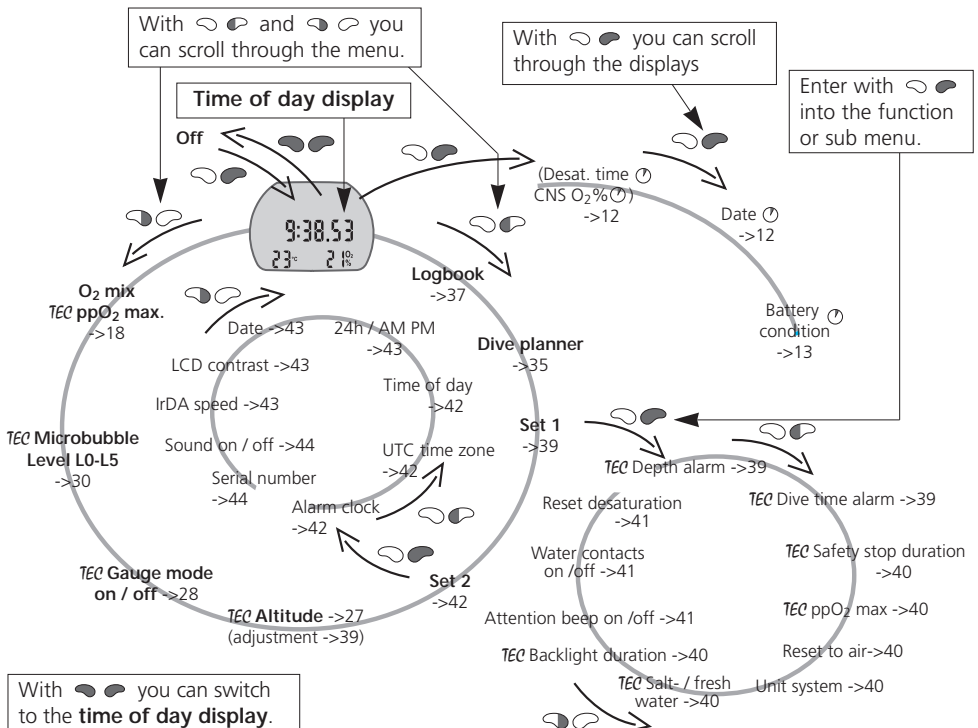 With and you
can scroll through the menu.
With you can scroll
through the displays
Enter with
into the function
or sub menu.
Time of day display
Off
9:38.53
23°C 21 O2%
(Desat. time
CNS O2%)
->12
Date
->12
Battery
condition
->13
Logbook
->37
Dive planner
->35
Set 1
->39
Set 2
->42
TEC Altitude ->27
(adjustment ->39)
TEC Gauge mode
on / off ->28
TEC Microbubble
Level L0-L5
->30
O2 mix
TEC ppO2 max.
->18
Alarm clock
->42
UTC time zone
->42
Time of day
->42
24h / AM PM
->43
Date ->43
LCD contrast ->43
IrDA speed ->43
Sound on / off ->44
Serial number
->44
TEC Depth alarm ->39
TEC Dive time alarm ->39
TEC Safety stop duration
->40
TEC ppO2 max ->40
Reset to air->40
Unit system ->40
TEC Salt- / fresh
water ->40
TEC Backlight duration ->40
Attention beep on /off ->41
Water contacts
on /off ->41
Reset desaturation
->41
With you can switch
to the time of day display.